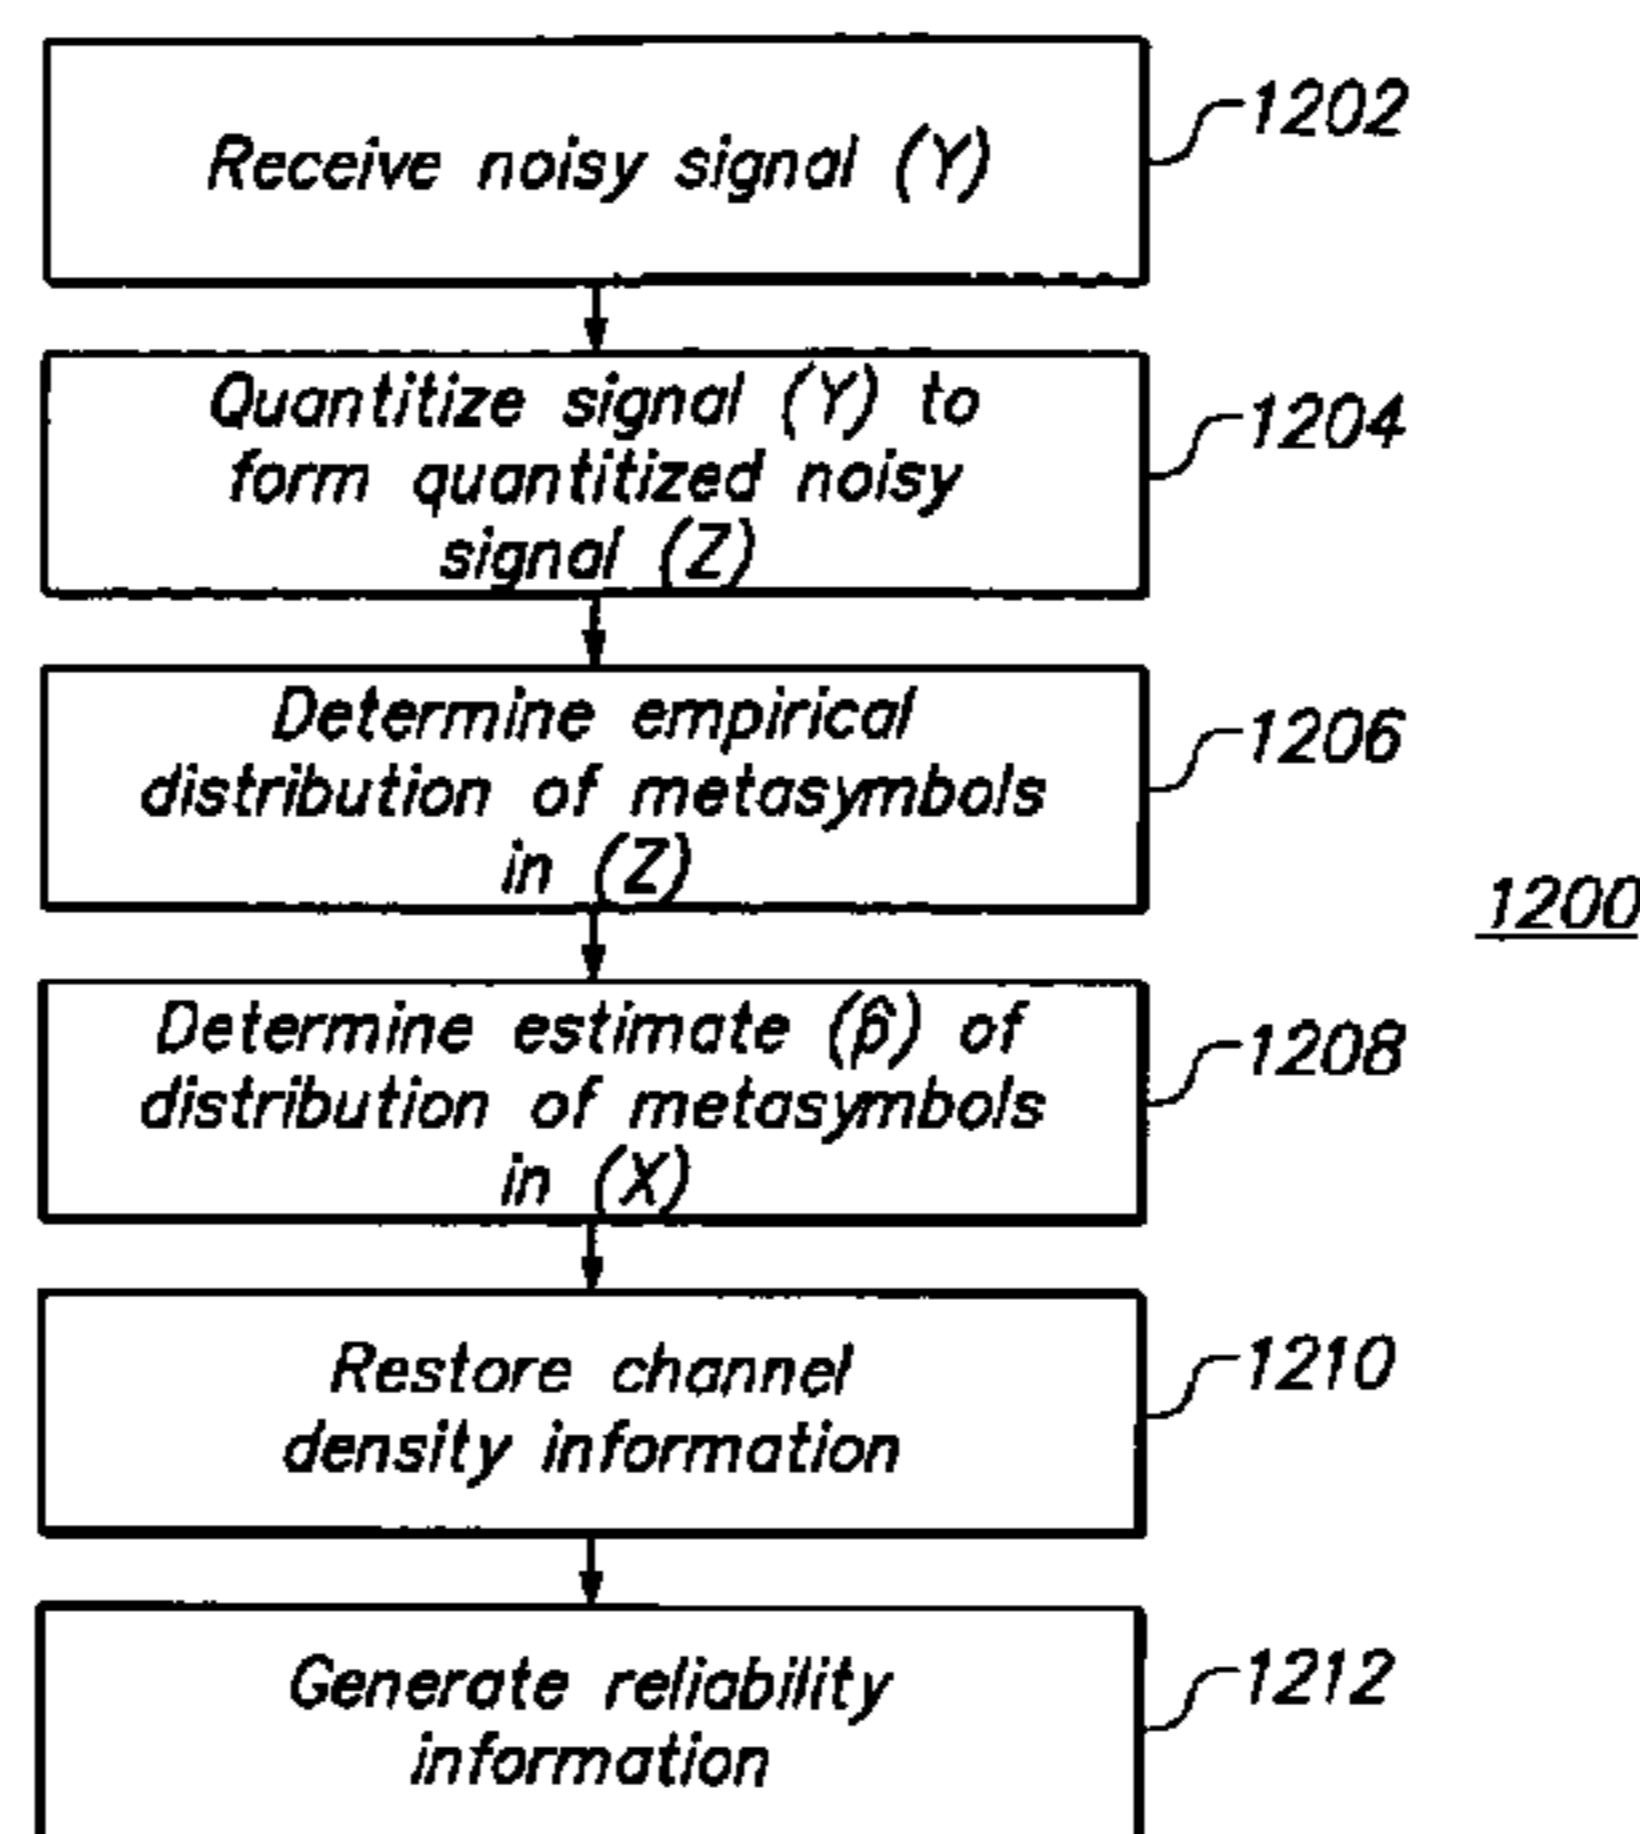 Receive noisy signal (Y)
1202
Quantitize signal (Y) to
form quantitized noisy
signal (Z)
1204
Determine empirical
distribution of metasymbols
in (Z)
1206
1200
Determine estimate (p̂) of
distribution of metasymbols
in (X)
1208
Restore channel
density information
1210
Generate reliability
information
1212